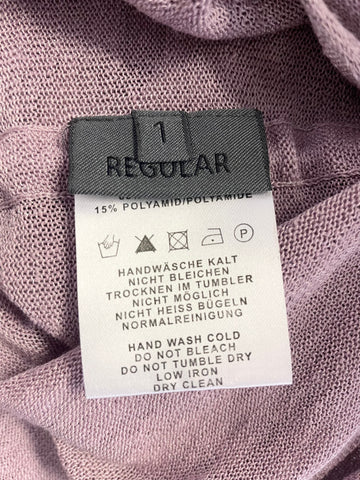 1
REGULAR
15% POLYAMID/POLYAMIDE
P
HANDWÄSCHE KALT
NICHT BLEICHEN
TROCKNEN IM TUMBLER
NICHT MÖGLICH
NICHT HEISS BÜGELN
NORMALREINIGUNG
HAND WASH COLD
DO NOT BLEACH
DO NOT TUMBLE DRY
LOW IRON
DRY CLEAN